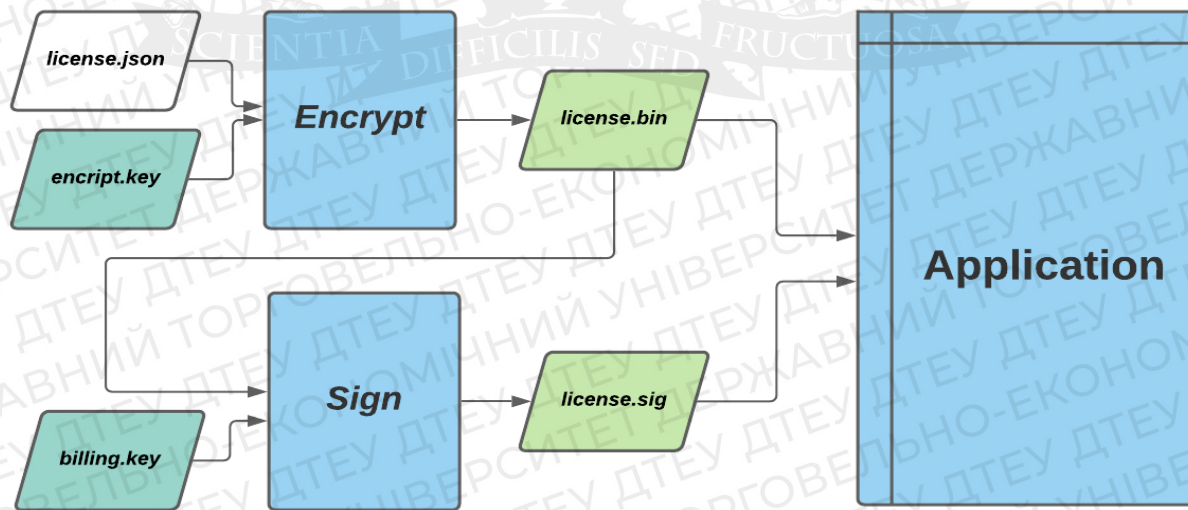 SCIENTIA DIFFICILIS SED FRUCTUOSA
license.json
Encrypt
license.bin
encript.key
Application
Sign
license.sig
billing.key
ДЕРЖАВНИЙ ТОРГОВЕЛЬНО-ЕКОНОМІЧНИЙ УНІВЕРСИТЕТ ДТЕУ ДТЕУ